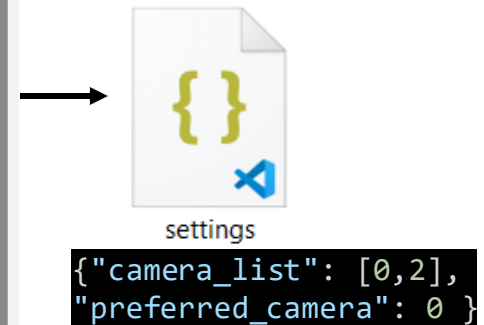 { }
settings
{"camera_list": [0,2],
"preferred_camera": 0 }